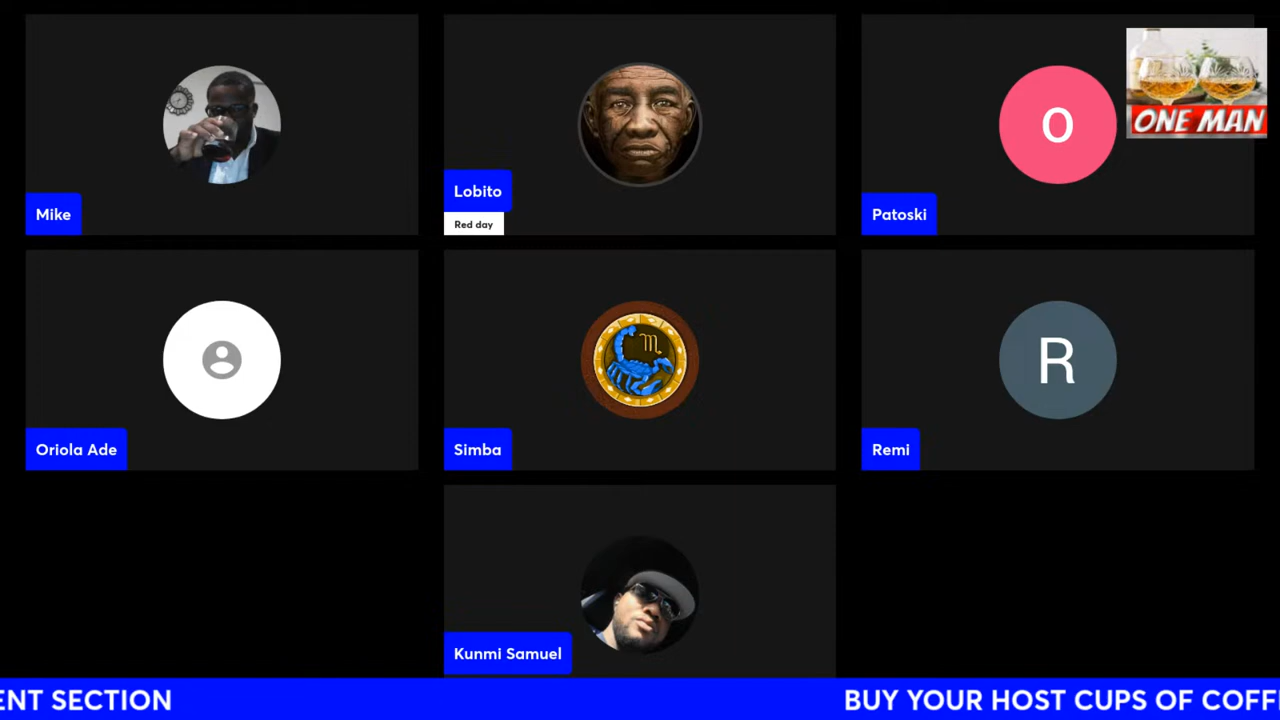 Mike
Lobito
Red day
O
Patoski
ONE MAN
Oriola Ade
Simba
R
Remi
Kunmi Samuel
ENT SECTION
BUY YOUR HOST CUPS OF COFF